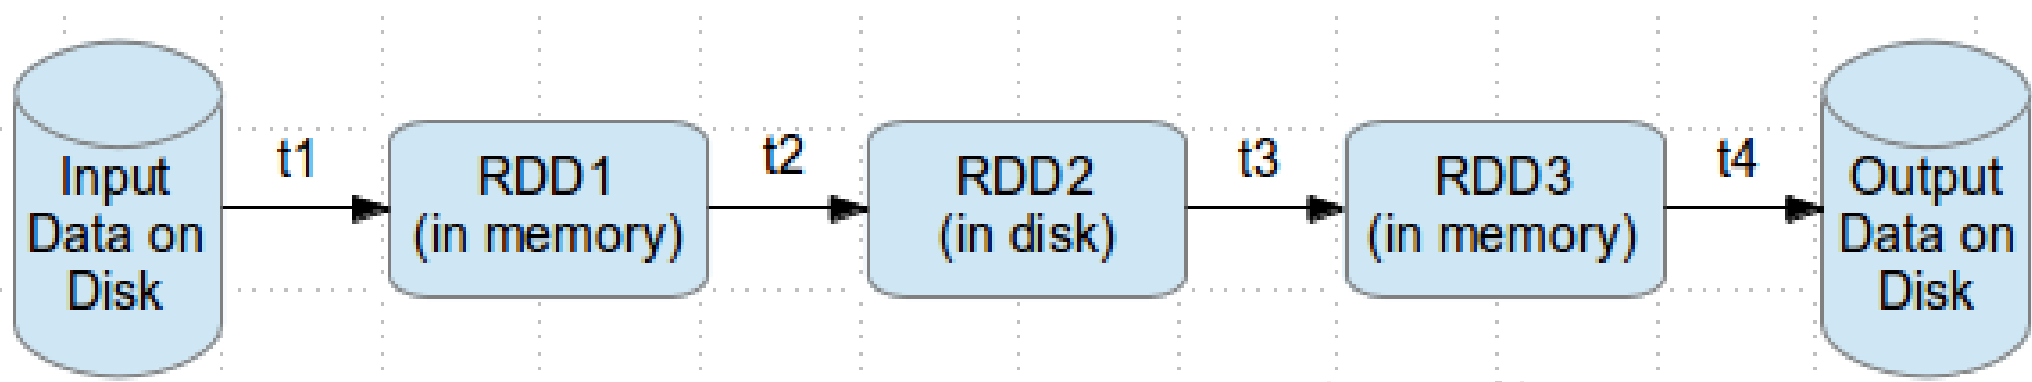 Input
Data on
Disk
t1
RDD1
(in memory)
t2
RDD2
(in disk)
t3
RDD3
(in memory)
t4
Output
Data on
Disk